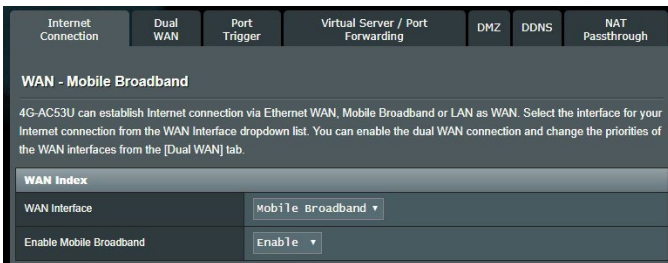 Internet Connection
Dual WAN
Port Trigger
Virtual Server / Port Forwarding
DMZ
DDNS
NAT Passthrough
WAN - Mobile Broadband
4G-AC53U can establish Internet connection via Ethernet WAN, Mobile Broadband or LAN as WAN. Select the interface for your
Internet connection from the WAN Interface dropdown list. You can enable the dual WAN connection and change the priorities of
the WAN interfaces from the [Dual WAN] tab.
WAN Index
WAN Interface
Mobile Broadband
Enable Mobile Broadband
Enable